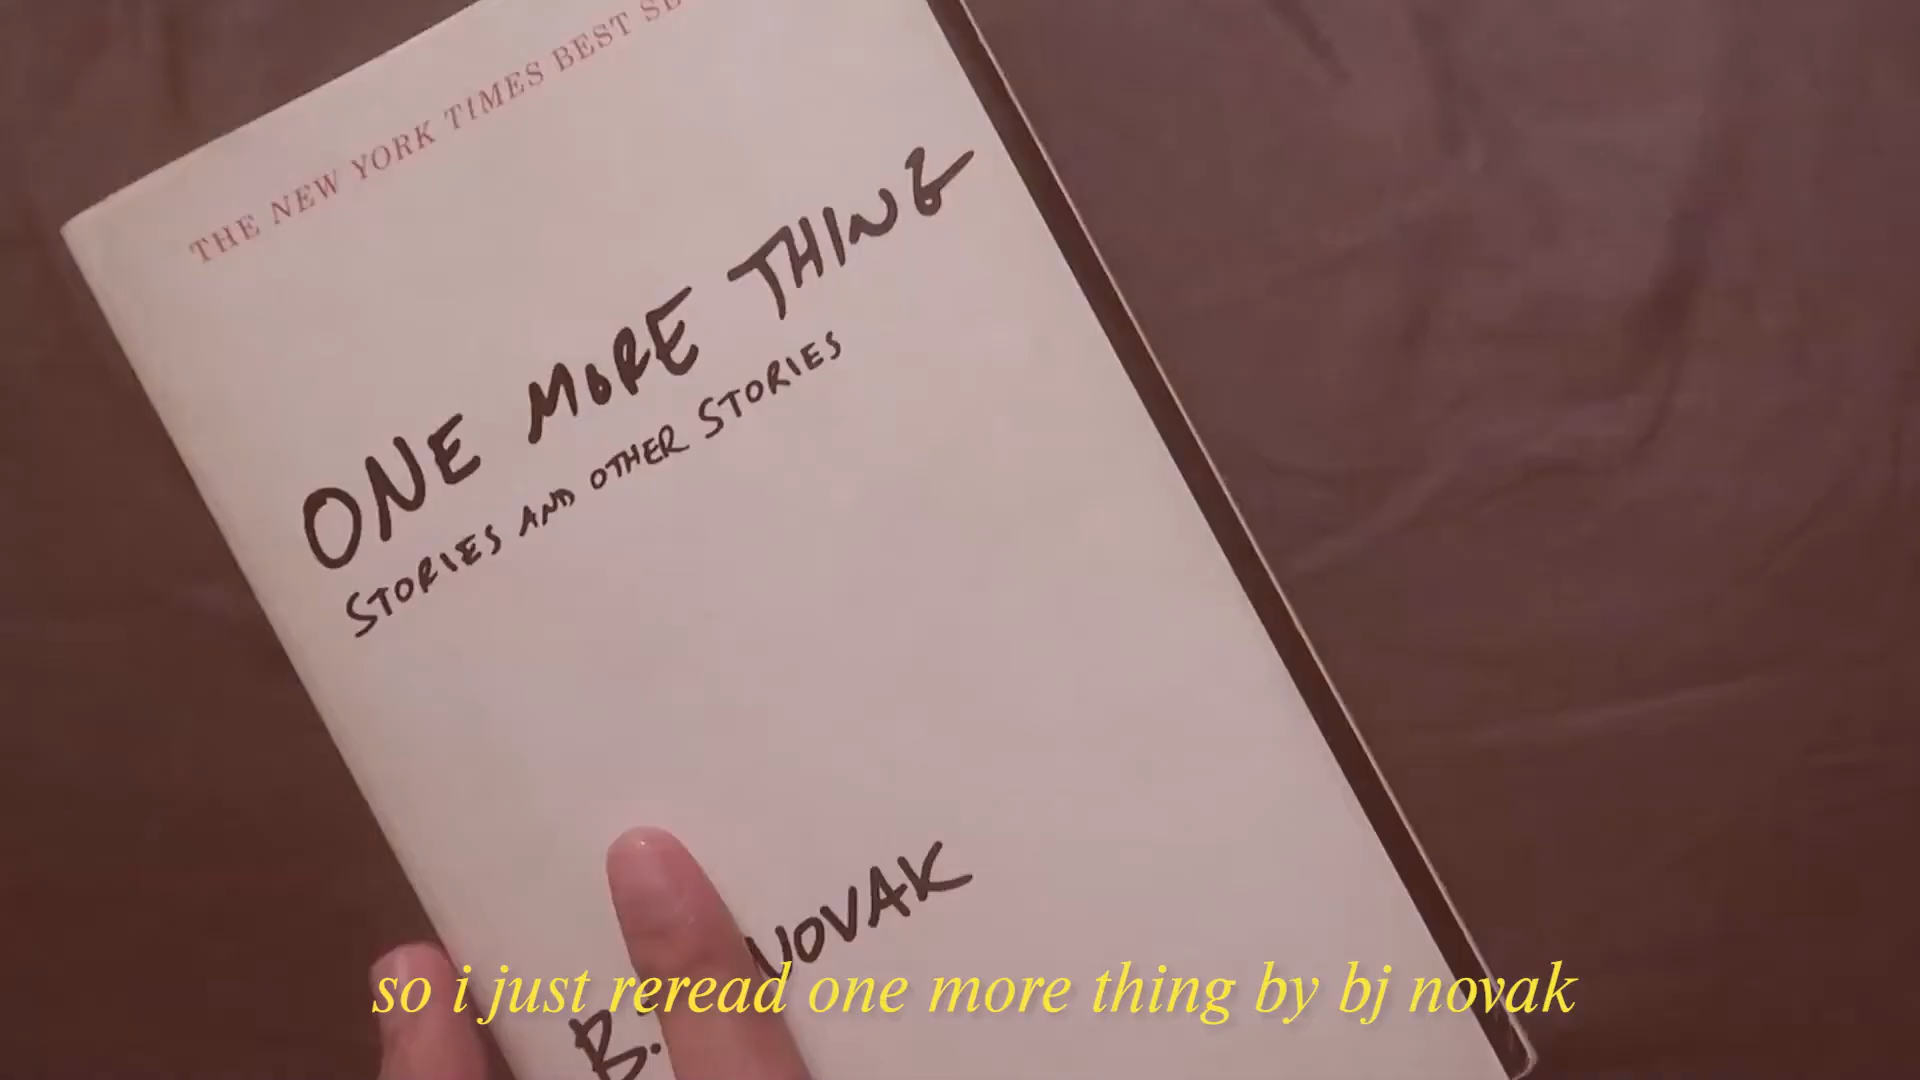 THE NEW YORK TIMES BEST
ONE MORE THING
STORIES AND OTHER STORIES
B. NOVAK
so i just reread one more thing by bj novak